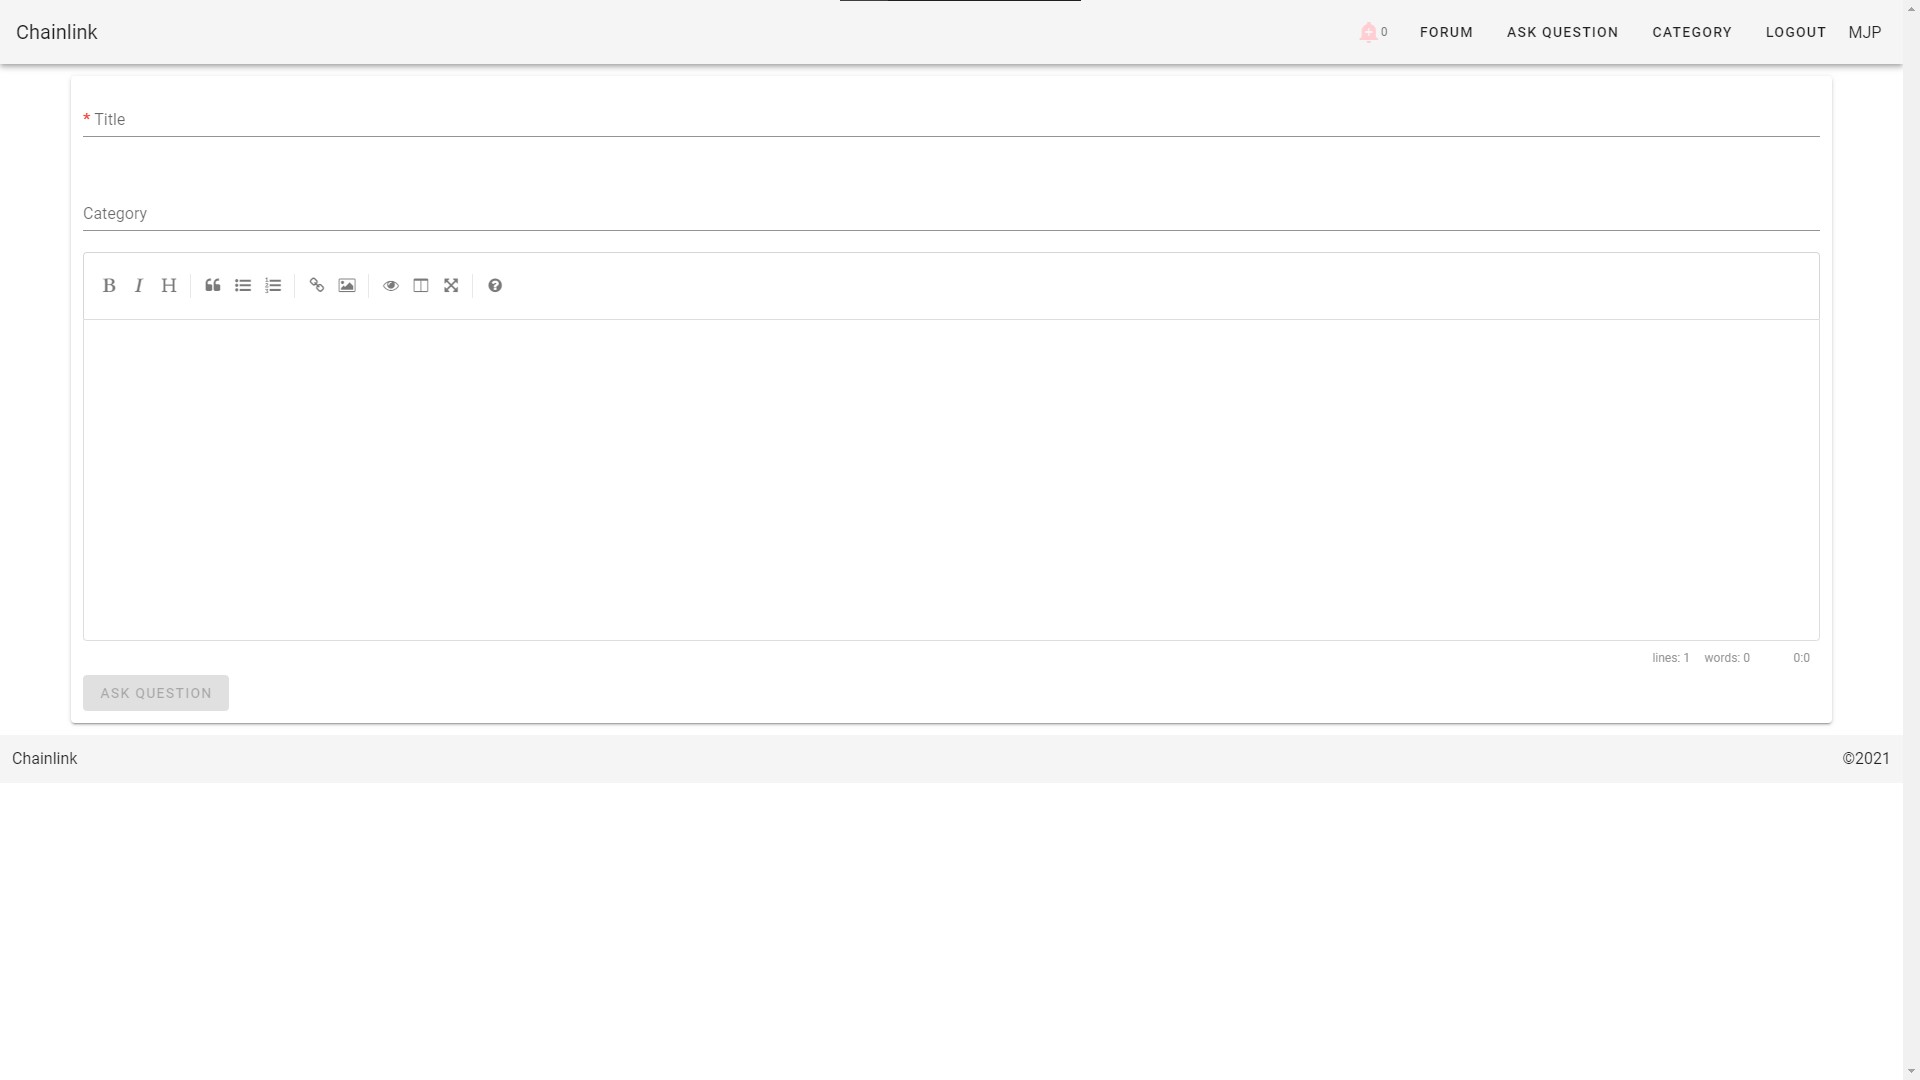 Chainlink
0 FORUM ASK QUESTION CATEGORY LOGOUT MJP
* Title
Category
B I H
lines: 1 words: 0 0:0
ASK QUESTION
Chainlink ©2021